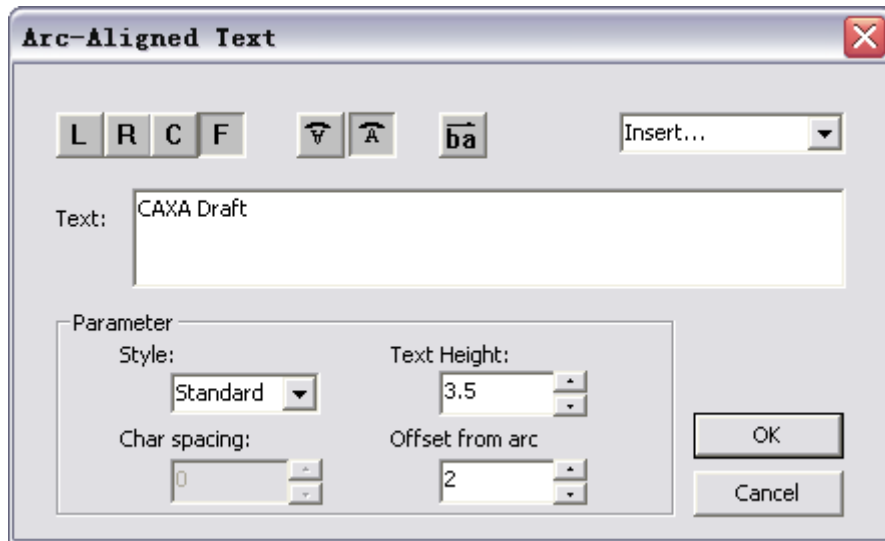 Arc-Aligned Text
L R C F A A ba Insert...
Text: CAXA Draft
Parameter
Style: Text Height:
Standard 3.5
Char spacing: Offset from arc
0 2
OK
Cancel